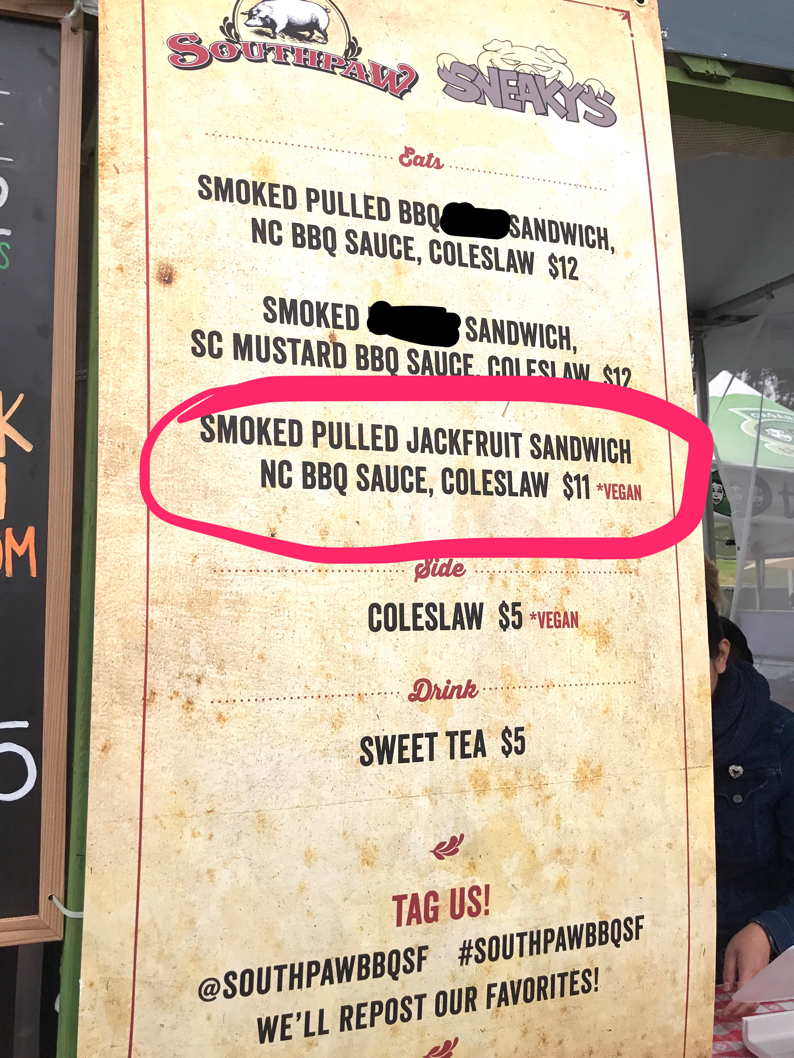 SOUTHPAW
SNEAKY'S
Eats
SMOKED PULLED BBQ SANDWICH,
NC BBQ SAUCE, COLESLAW $12
SMOKED SANDWICH,
SC MUSTARD BBQ SAUCE, COLESLAW $12
SMOKED PULLED JACKFRUIT SANDWICH
NC BBQ SAUCE, COLESLAW $11 *VEGAN
Side
COLESLAW $5 *VEGAN
Drink
SWEET TEA $5
TAG US!
@SOUTHPAWBBQSF #SOUTHPAWBBQSF
WE'LL REPOST OUR FAVORITES!